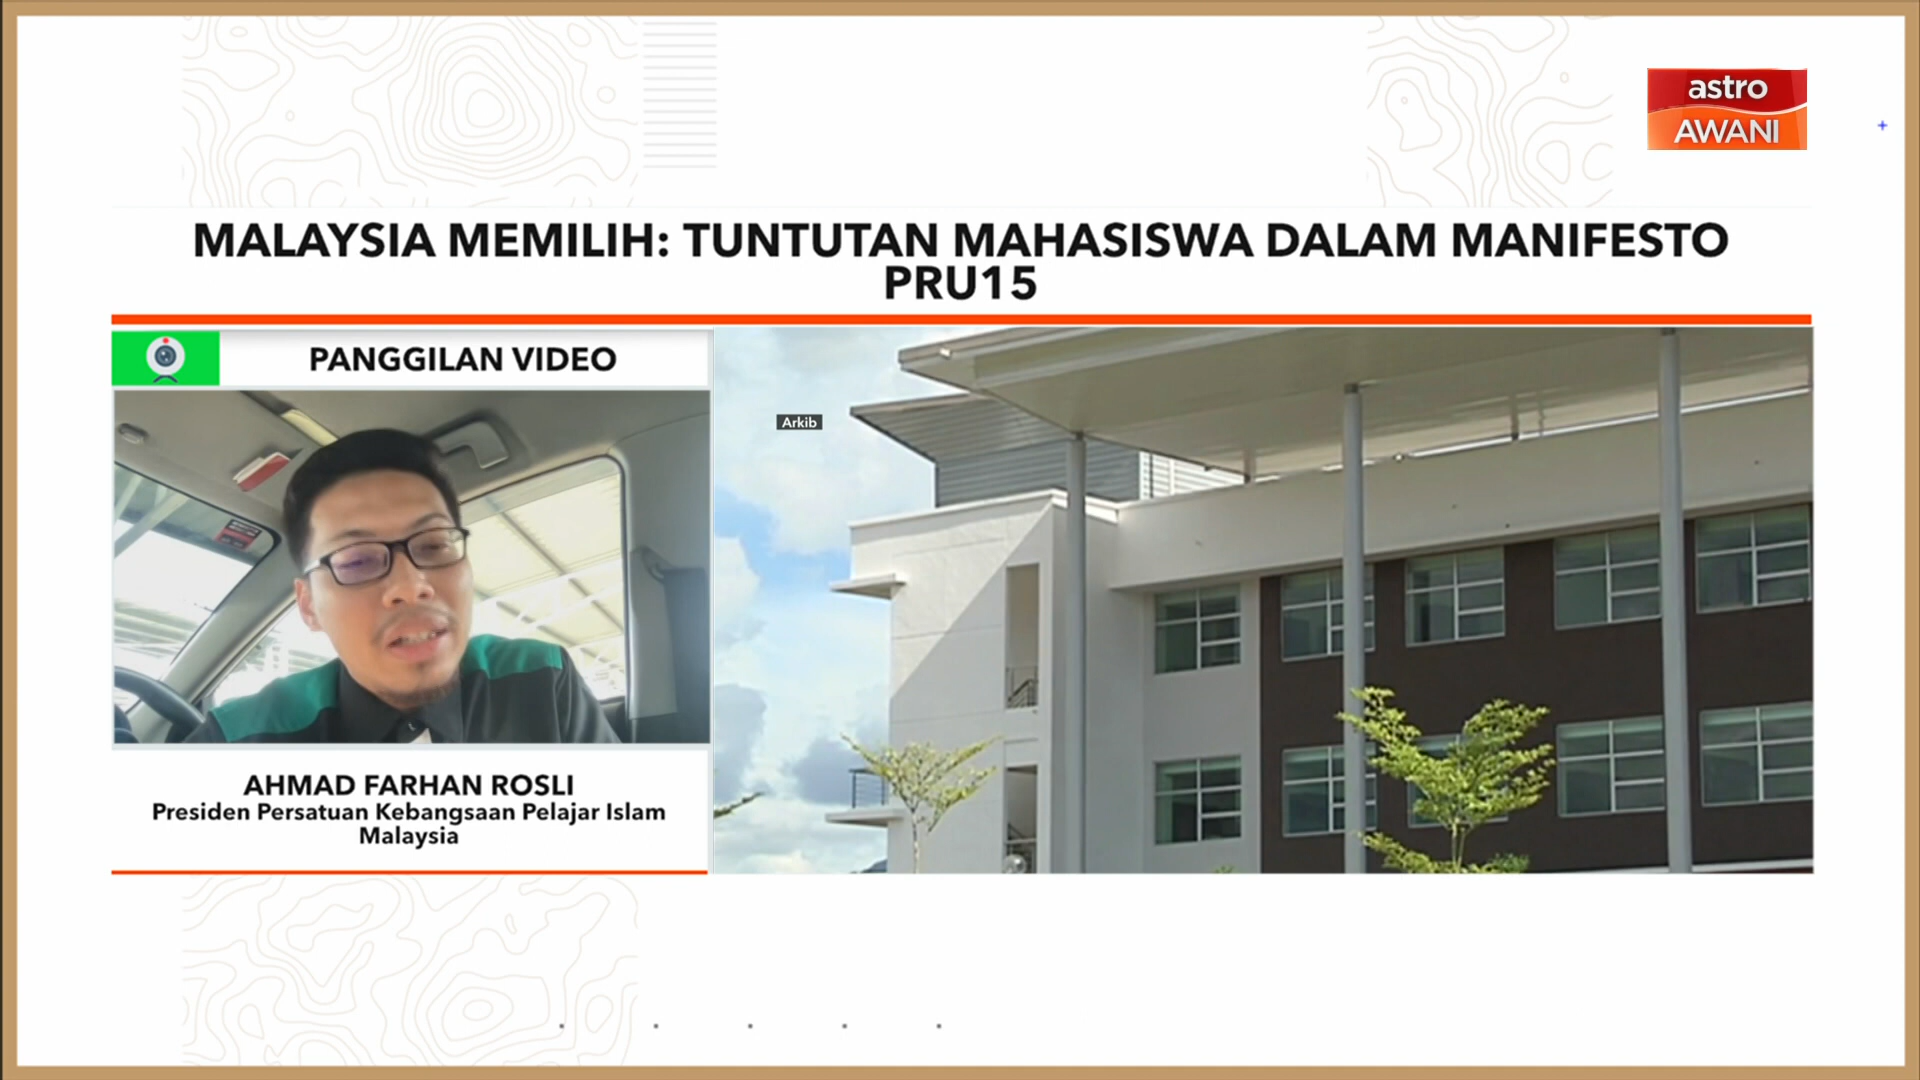 astro
AWANI
MALAYSIA MEMILIH: TUNTUTAN MAHASISWA DALAM MANIFESTO
PRU15
PANGGILAN VIDEO
Arkib
AHMAD FARHAN ROSLI
Presiden Persatuan Kebangsaan Pelajar Islam
Malaysia